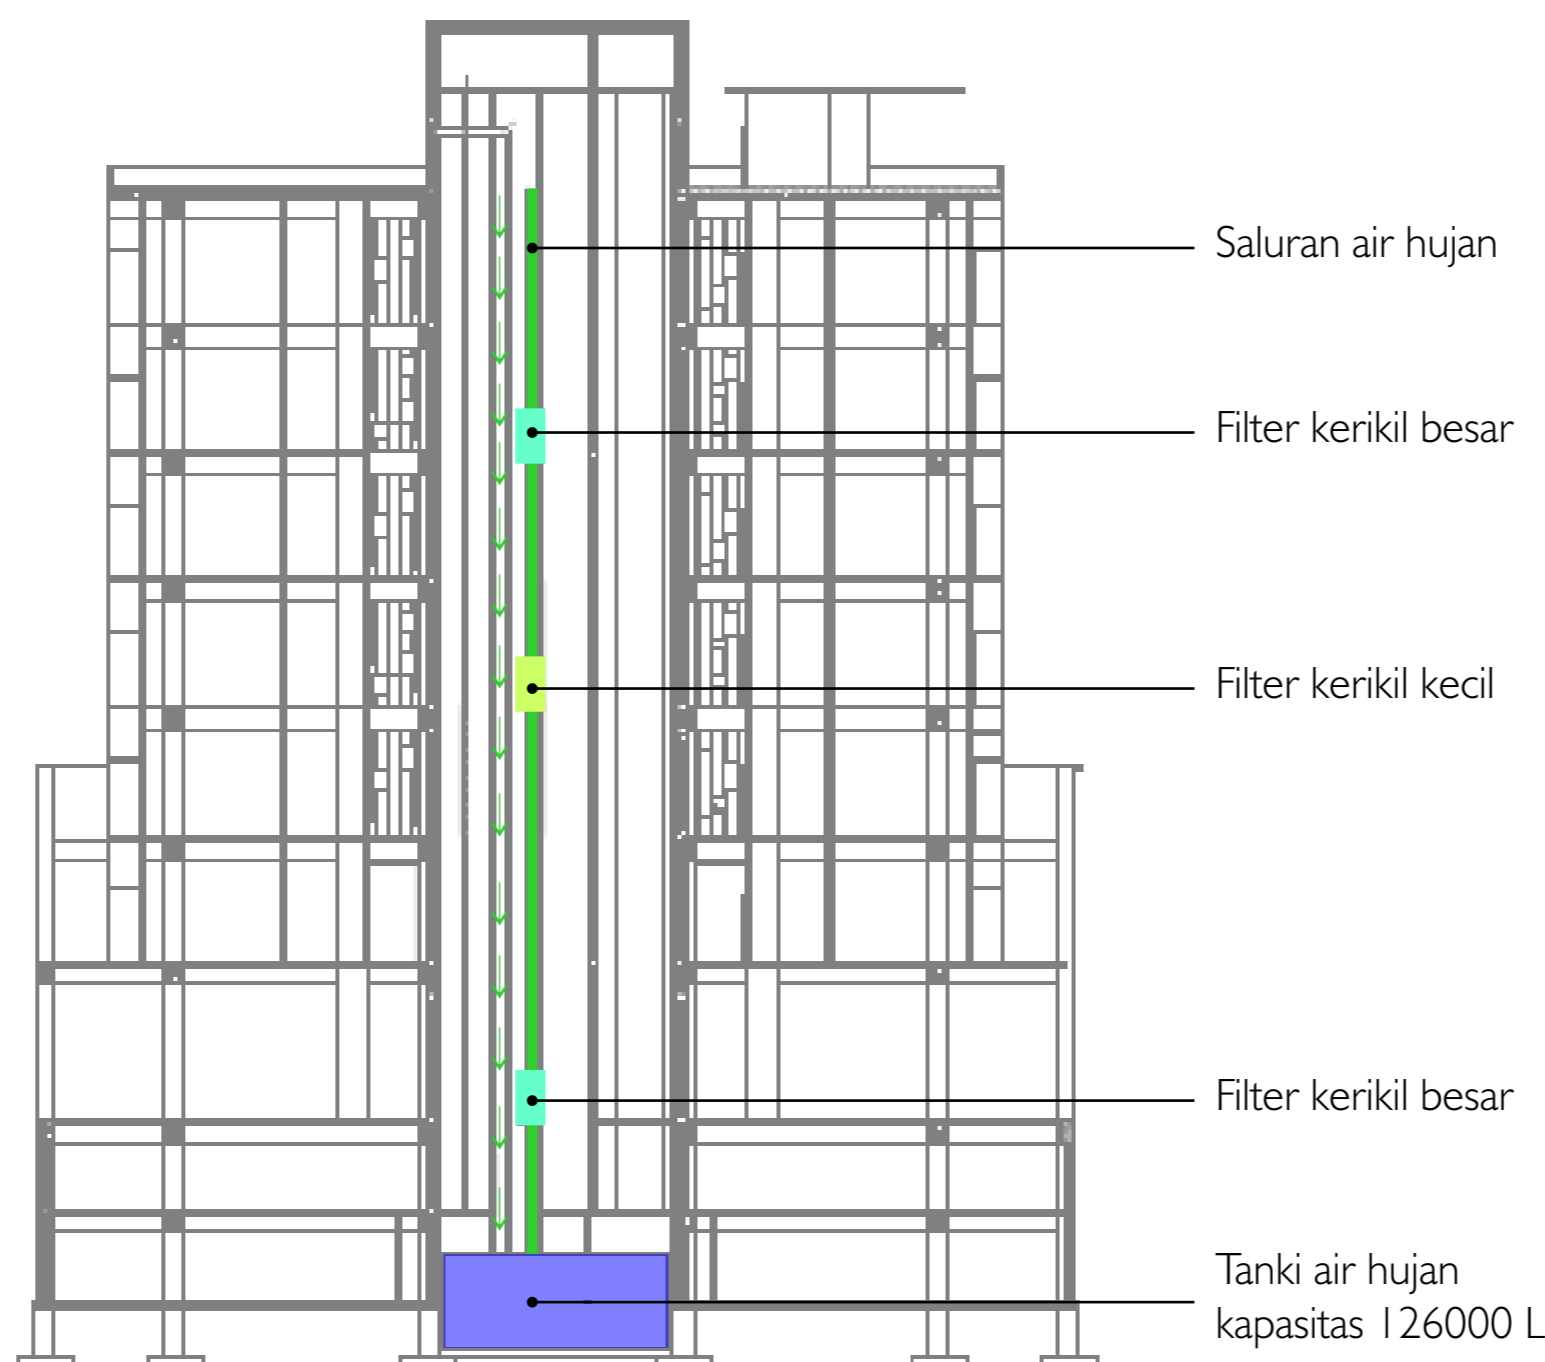 Saluran air hujan
Filter kerikil besar
Filter kerikil kecil
Filter kerikil besar
Tanki air hujan
kapasitas 126000 L